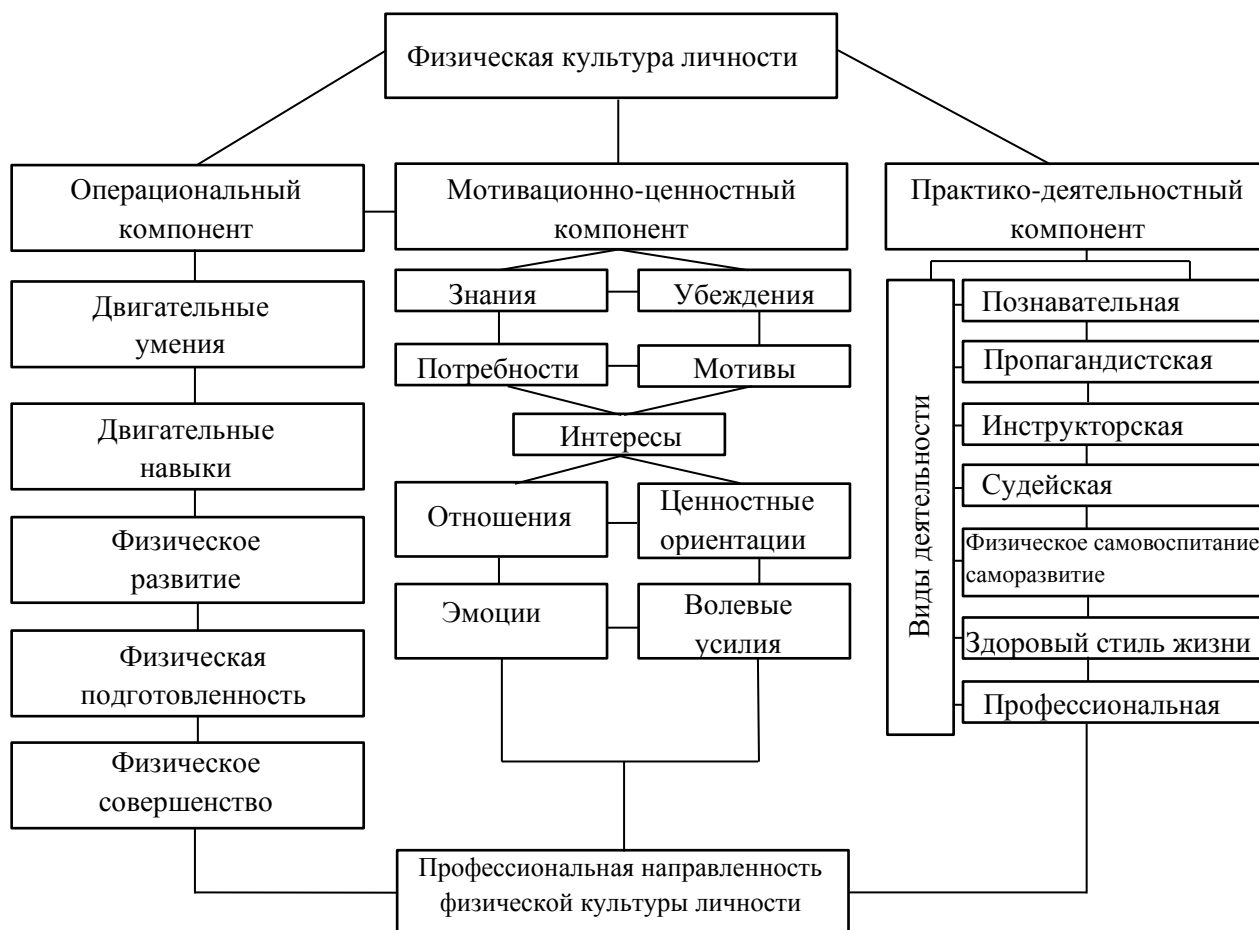 Физическая культура личности
Операциональный
компонент
Мотивационно-ценностный
компонент
Практико-деятельностный
компонент
Двигательные
умения
Двигательные
навыки
Физическое
развитие
Физическая
подготовленность
Физическое
совершенство
Знания
Убеждения
Потребности
Мотивы
Интересы
Отношения
Ценностные
ориентации
Эмоции
Волевые
усилия
Виды деятельности
Познавательная
Пропагандистская
Инструкторская
Судейская
Физическое самовоспитание
саморазвитие
Здоровый стиль жизни
Профессиональная
Профессиональная направленность
физической культуры личности